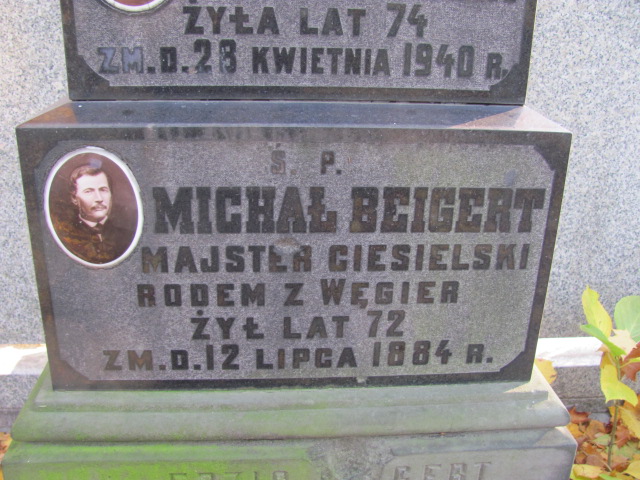 ŻYŁA LAT 74
ZM.D.28 KWIETNIA 1940 R.
Ś. P.
MICHAŁ BEIGERT
MAJSTER CIESIELSKI
RODEM Z WĘGIER
ŻYŁ LAT 72
ZM.D.12 LIPCA 1884 R.